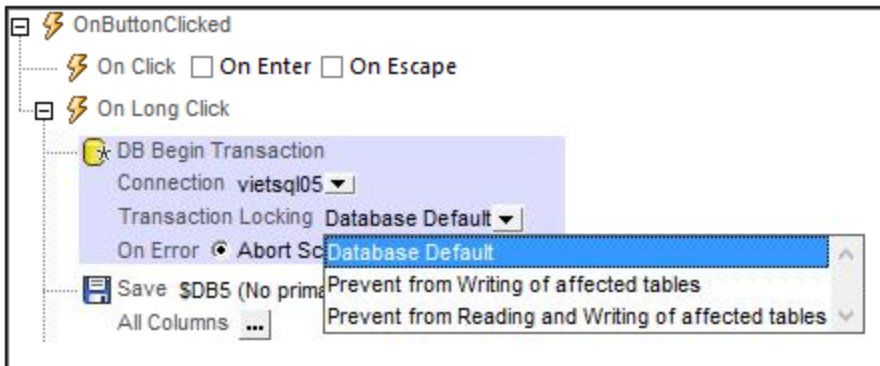 OnButtonClicked
On Click On Enter On Escape
On Long Click
DB Begin Transaction
Connection vietsql05
Transaction Locking Database Default
On Error Abort Sc
Database Default
Save $DB5 (No prima
Prevent from Writing of affected tables
All Columns ...
Prevent from Reading and Writing of affected tables